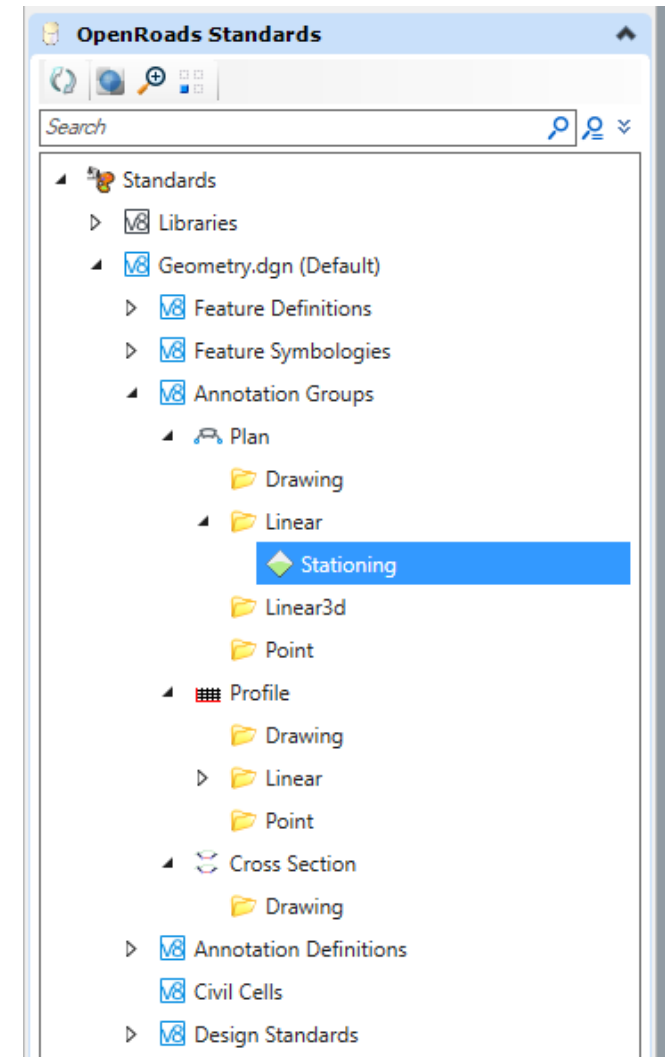 OpenRoads Standards
Search
Standards
Libraries
Geometry.dgn (Default)
Feature Definitions
Feature Symbologies
Annotation Groups
Plan
Drawing
Linear
Stationing
Linear3d
Point
Profile
Drawing
Linear
Point
Cross Section
Drawing
Annotation Definitions
Civil Cells
Design Standards